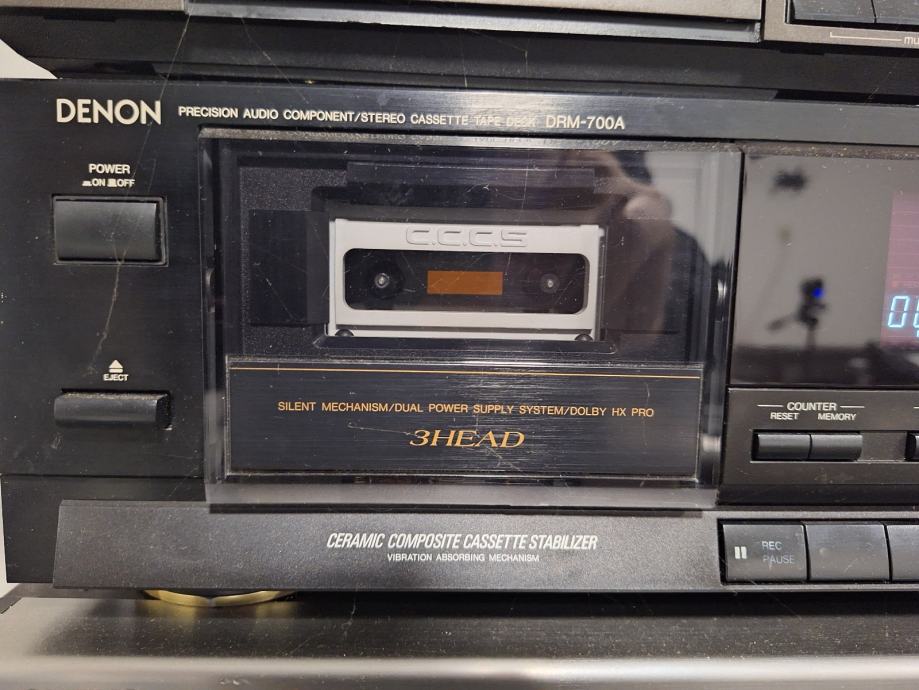 DENON PRECISION AUDIO COMPONENT/STEREO CASSETTE TAPE DECK DRM-700A
POWER
ON OFF
C.C.C.S
EJECT
SILENT MECHANISM/DUAL POWER SUPPLY SYSTEM/DOLBY HX PRO
3HEAD
COUNTER
RESET MEMORY
CERAMIC COMPOSITE CASSETTE STABILIZER
VIBRATION ABSORBING MECHANISM
REC
PAUSE